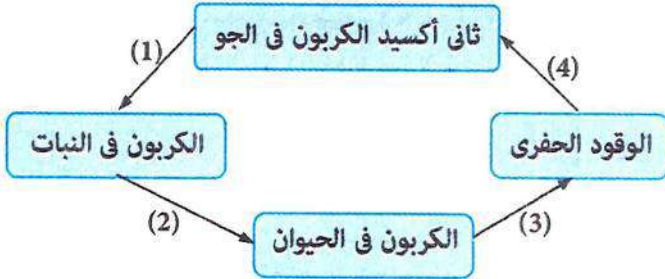 ثانى أكسيد الكربون فى الجو
(1)
(4)
الوقود الحفرى
الكربون فى النبات
(3)
(2)
الكربون فى الحيوان